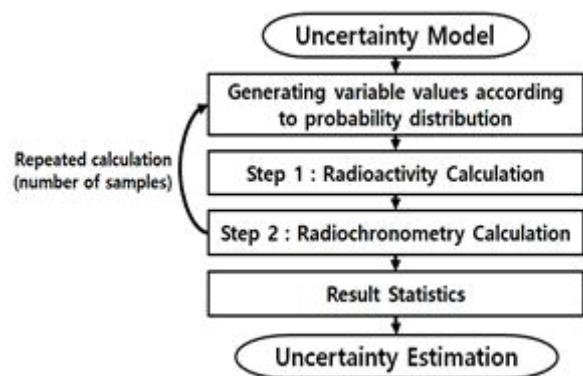 Uncertainty Model
Generating variable values according
to probability distribution
Repeated calculation
(number of samples)
Step 1 : Radioactivity Calculation
Step 2 : Radiochronometry Calculation
Result Statistics
Uncertainty Estimation